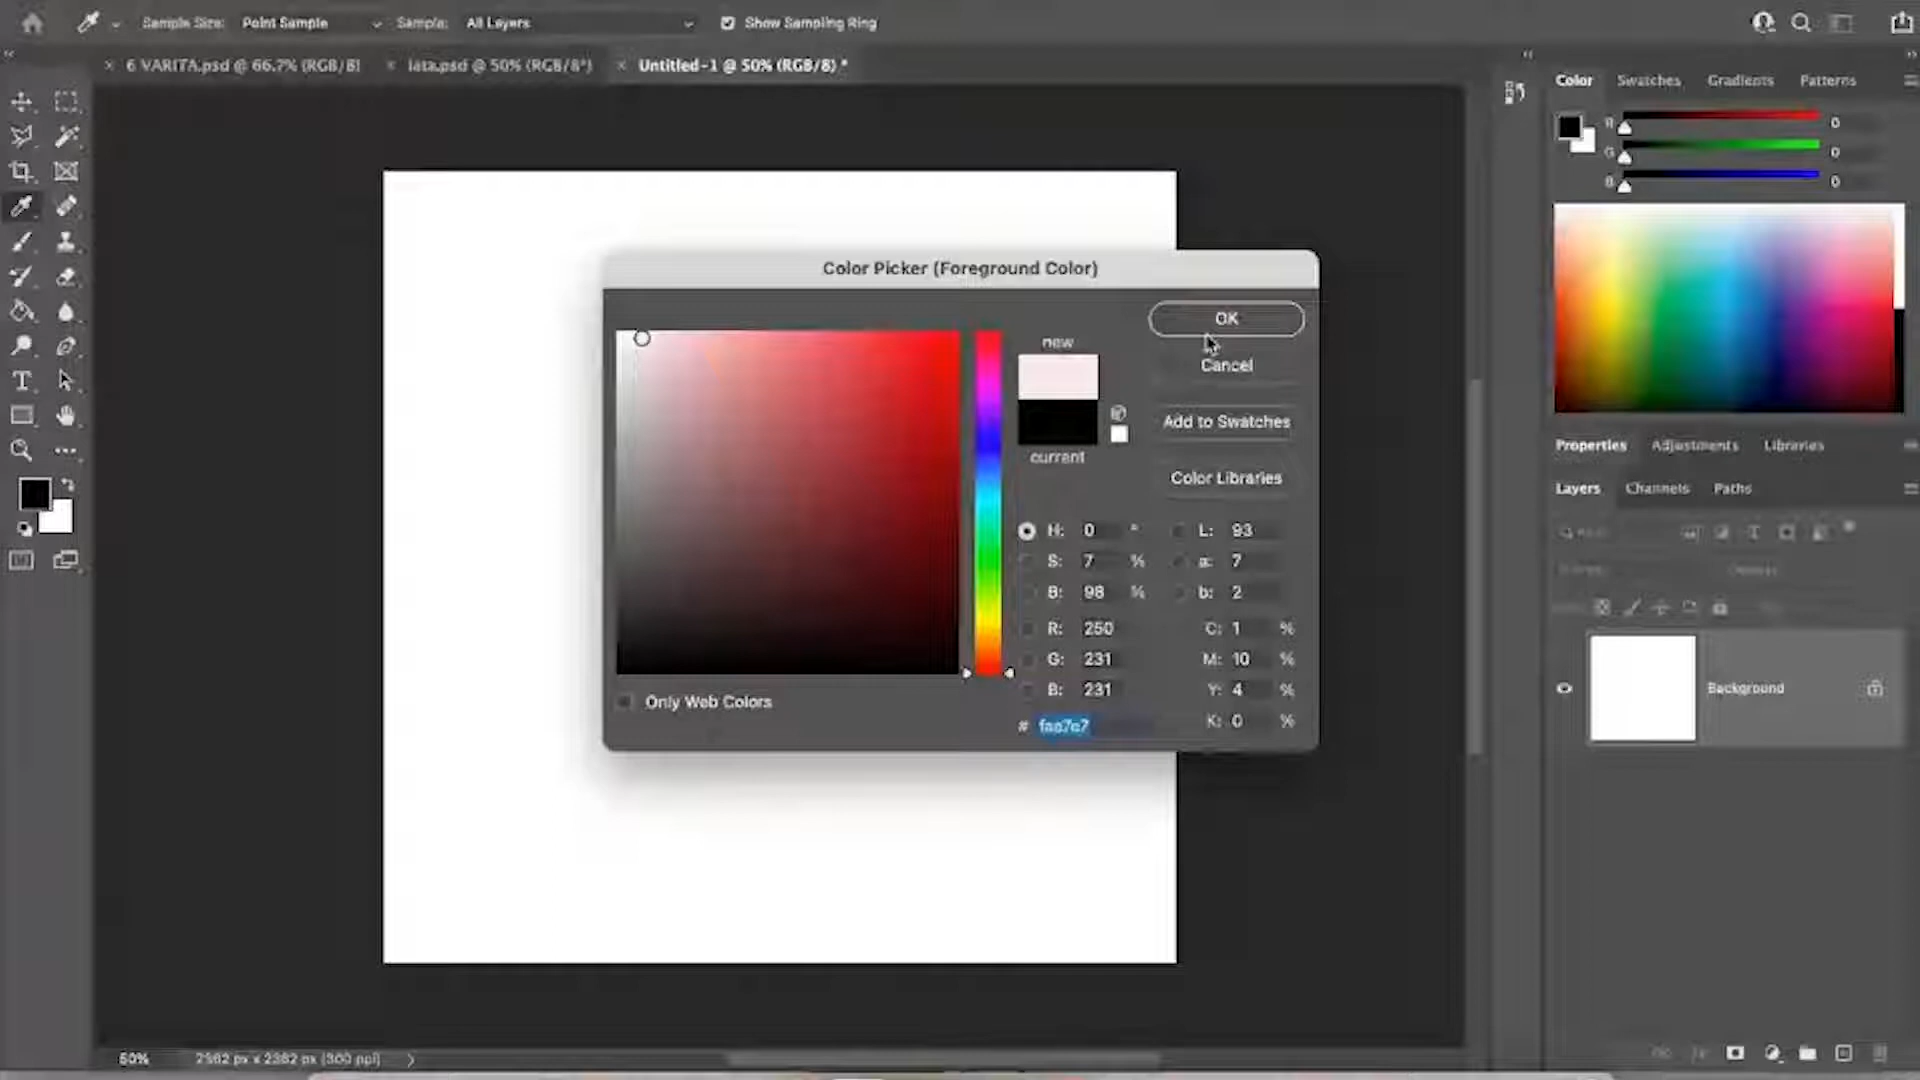 Sample Size: Point Sample Sample: All Layers Show Sampling Ring
6 VARITA.psd @ 66.7% (RGB/8) lata.psd @ 50% (RGB/8*) Untitled-1 @ 50% (RGB/8) *
Color Swatches Gradients Patterns
R 0
G 0
B 0
Color Picker (Foreground Color)
OK
new
Cancel
Add to Swatches
current
Color Libraries
H: 0 ° L: 93
S: 7 % a: 7
B: 98 % b: 2
R: 250 C: 1 %
G: 231 M: 10 %
B: 231 Y: 4 %
# fae7e7 K: 0 %
Only Web Colors
Properties Adjustments Libraries
Layers Channels Paths
Background
50% 2362 px x 2362 px (300 ppi)